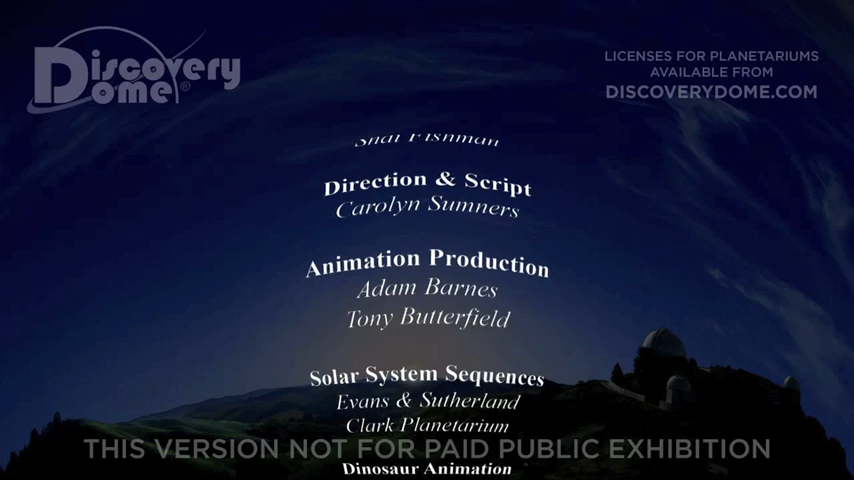 Discovery
Dome®
LICENSES FOR PLANETARIUMS
AVAILABLE FROM
DISCOVERYDOME.COM
Fishman
Direction & Script
Carolyn Sumners
Animation Production
Adam Barnes
Tony Butterfield
Solar System Sequences
Evans & Sutherland
Clark Planetarium
THIS VERSION NOT FOR PAID PUBLIC EXHIBITION
Dinosaur Animation